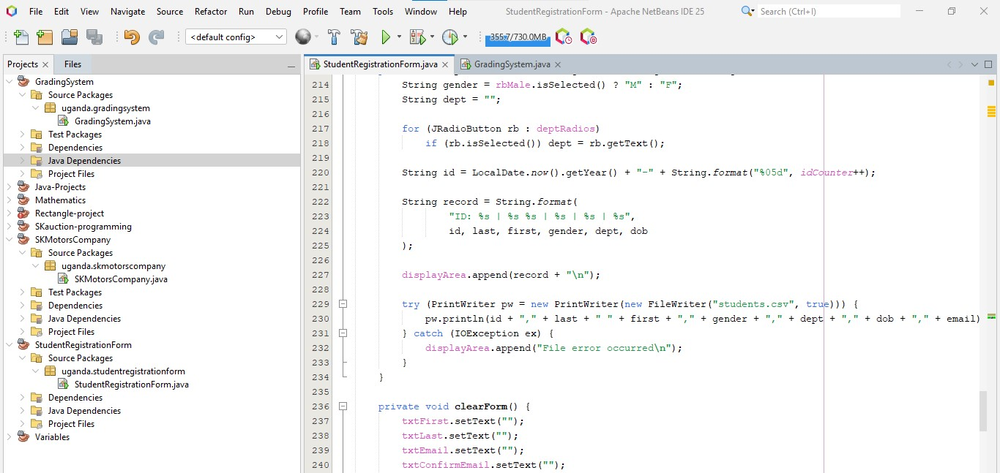 File Edit View Navigate Source Refactor Run Debug Profile Team Tools Window Help StudentRegistrationForm - Apache NetBeans IDE 25 Search (Ctrl+I)
<default config> 355.7/730.0MB
Projects Files
GradingSystem
Source Packages
uganda.gradingsystem
GradingSystem.java
Test Packages
Dependencies
Java Dependencies
Project Files
Java-Projects
Mathematics
Rectangle-project
SKauction-programming
SKMotorsCompany
Source Packages
uganda.skmotorscompany
SKMotorsCompany.java
Test Packages
Dependencies
Java Dependencies
Project Files
StudentRegistrationForm
Source Packages
uganda.studentregistrationform
StudentRegistrationForm.java
Dependencies
Java Dependencies
Project Files
Variables
StudentRegistrationForm.java GradingSystem.java
214 String gender = rbMale.isSelected() ? "M" : "F";
215 String dept = "";
216
217 for (JRadioButton rb : deptRadios)
218 if (rb.isSelected()) dept = rb.getText();
219
220 String id = LocalDate.now().getYear() + "-" + String.format("%05d", idCounter++);
221
222 String record = String.format(
223 "ID: %s | %s %s | %s | %s | %s",
224 id, last, first, gender, dept, dob
225 );
226
227 displayArea.append(record + "\n");
228
229 try (PrintWriter pw = new PrintWriter(new FileWriter("students.csv", true))) {
230 pw.println(id + "," + last + " " + first + "," + gender + "," + dept + "," + dob + "," + email)
231 } catch (IOException ex) {
232 displayArea.append("File error occurred\n");
233 }
234 }
235
236 private void clearForm() {
237 txtFirst.setText("");
238 txtLast.setText("");
239 txtEmail.setText("");
240 txtConfirmEmail.setText("");